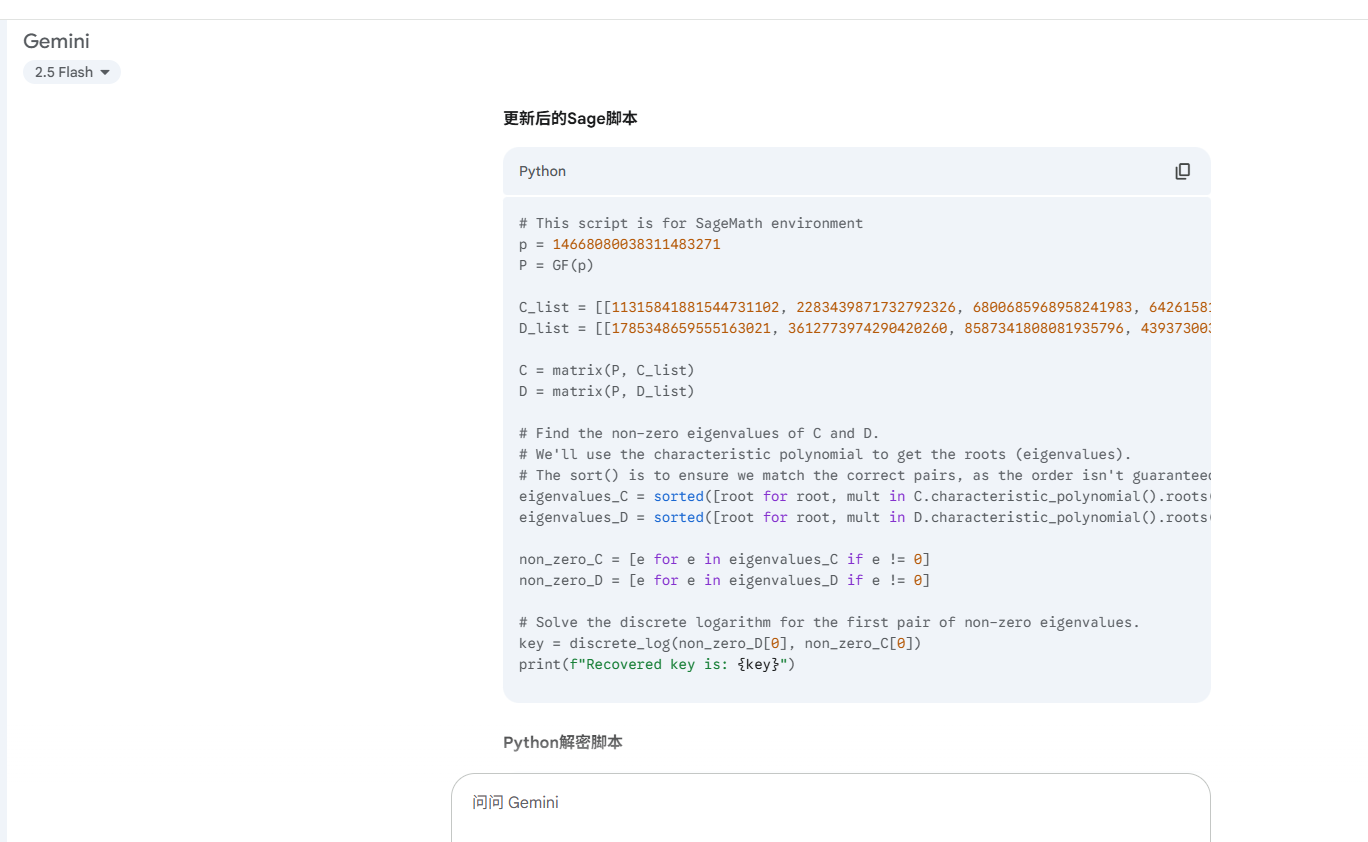 Gemini
2.5 Flash
更新后的Sage脚本
Python
# This script is for SageMath environment
p = 14668080038311483271
P = GF(p)
C_list = [[11315841881544731102, 2283439871732792326, 6800685968958241983, 6426158
D_list = [[1785348659555163021, 3612773974290420260, 8587341808081935796, 439373003
C = matrix(P, C_list)
D = matrix(P, D_list)
# Find the non-zero eigenvalues of C and D.
# We'll use the characteristic polynomial to get the roots (eigenvalues).
# The sort() is to ensure we match the correct pairs, as the order isn't guaranteed
eigenvalues_C = sorted([root for root, mult in C.characteristic_polynomial().roots(
eigenvalues_D = sorted([root for root, mult in D.characteristic_polynomial().roots(
non_zero_C = [e for e in eigenvalues_C if e != 0]
non_zero_D = [e for e in eigenvalues_D if e != 0]
# Solve the discrete logarithm for the first pair of non-zero eigenvalues.
key = discrete_log(non_zero_D[0], non_zero_C[0])
print(f"Recovered key is: {key}")
Python解密脚本
问问 Gemini